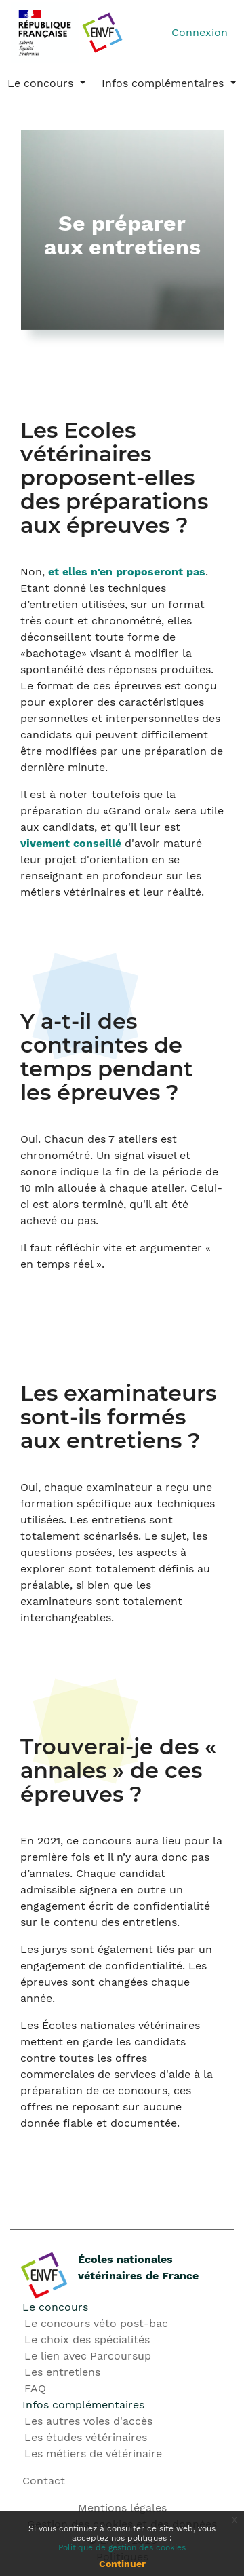 RÉPUBLIQUE
FRANÇAISE
Liberté
Égalité
Fraternité
ENVF
Connexion
Le concours
Infos complémentaires
Se préparer
aux entretiens
Les Ecoles
vétérinaires
proposent-elles
des préparations
aux épreuves ?
Non, et elles n'en proposeront pas.
Etant donné les techniques
d’entretien utilisées, sur un format
très court et chronométré, elles
déconseillent toute forme de
«bachotage» visant à modifier la
spontanéité des réponses produites.
Le format de ces épreuves est conçu
pour explorer des caractéristiques
personnelles et interpersonnelles des
candidats qui peuvent difficilement
être modifiées par une préparation de
dernière minute.
Il est à noter toutefois que la
préparation du «Grand oral» sera utile
aux candidats, et qu'il leur est
vivement conseillé d'avoir maturé
leur projet d'orientation en se
renseignant en profondeur sur les
métiers vétérinaires et leur réalité.
Y a-t-il des
contraintes de
temps pendant
les épreuves ?
Oui. Chacun des 7 ateliers est
chronométré. Un signal visuel et
sonore indique la fin de la période de
10 min allouée à chaque atelier. Celui-
ci est alors terminé, qu'il ait été
achevé ou pas.
Il faut réfléchir vite et argumenter «
en temps réel ».
Les examinateurs
sont-ils formés
aux entretiens ?
Oui, chaque examinateur a reçu une
formation spécifique aux techniques
utilisées. Les entretiens sont
totalement scénarisés. Le sujet, les
questions posées, les aspects à
explorer sont totalement définis au
préalable, si bien que les
examinateurs sont totalement
interchangeables.
Trouverai-je des «
annales » de ces
épreuves ?
En 2021, ce concours aura lieu pour la
première fois et il n’y aura donc pas
d’annales. Chaque candidat
admissible signera en outre un
engagement écrit de confidentialité
sur le contenu des entretiens.
Les jurys sont également liés par un
engagement de confidentialité. Les
épreuves sont changées chaque
année.
Les Écoles nationales vétérinaires
mettent en garde les candidats
contre toutes les offres
commerciales de services d'aide à la
préparation de ce concours, ces
offres ne reposant sur aucune
donnée fiable et documentée.
ENVF
Écoles nationales
vétérinaires de France
Le concours
Le concours véto post-bac
Le choix des spécialités
Le lien avec Parcoursup
Les entretiens
FAQ
Infos complémentaires
Les autres voies d'accès
Les études vétérinaires
Les métiers de vétérinaire
Contact
Mentions légales
x
Si vous continuez à consulter ce site web, vous
acceptez nos politiques :
Politique de gestion des cookies
Continuer